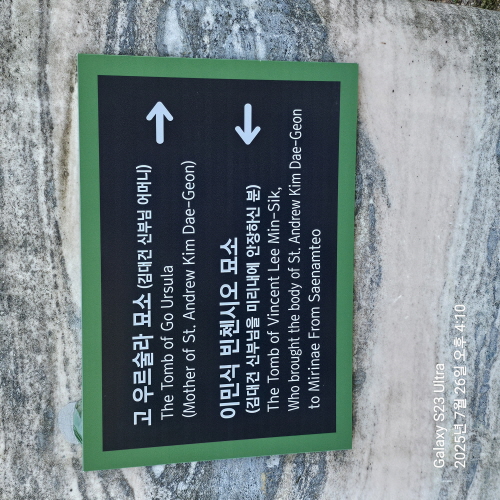 고 우르술라 묘소 (김대건 신부님 어머니)
The Tomb of Go Ursula
(Mother of St. Andrew Kim Dae-Geon)
이민식 빈첸시오 묘소
(김대건 신부님을 미리내에 안장하신 분)
The Tomb of Vincent Lee Min-Sik,
Who brought the body of St. Andrew Kim Dae-Geon
to Mirinae From Saenamteo
Galaxy S23 Ultra
2025년 7월 26일 오후 4:10